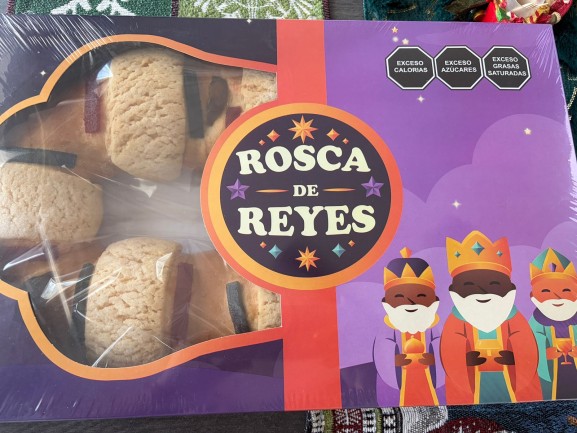 EXCESO
CALORÍAS
EXCESO
AZÚCARES
EXCESO
GRASAS
SATURADAS
ROSCA
DE
REYES